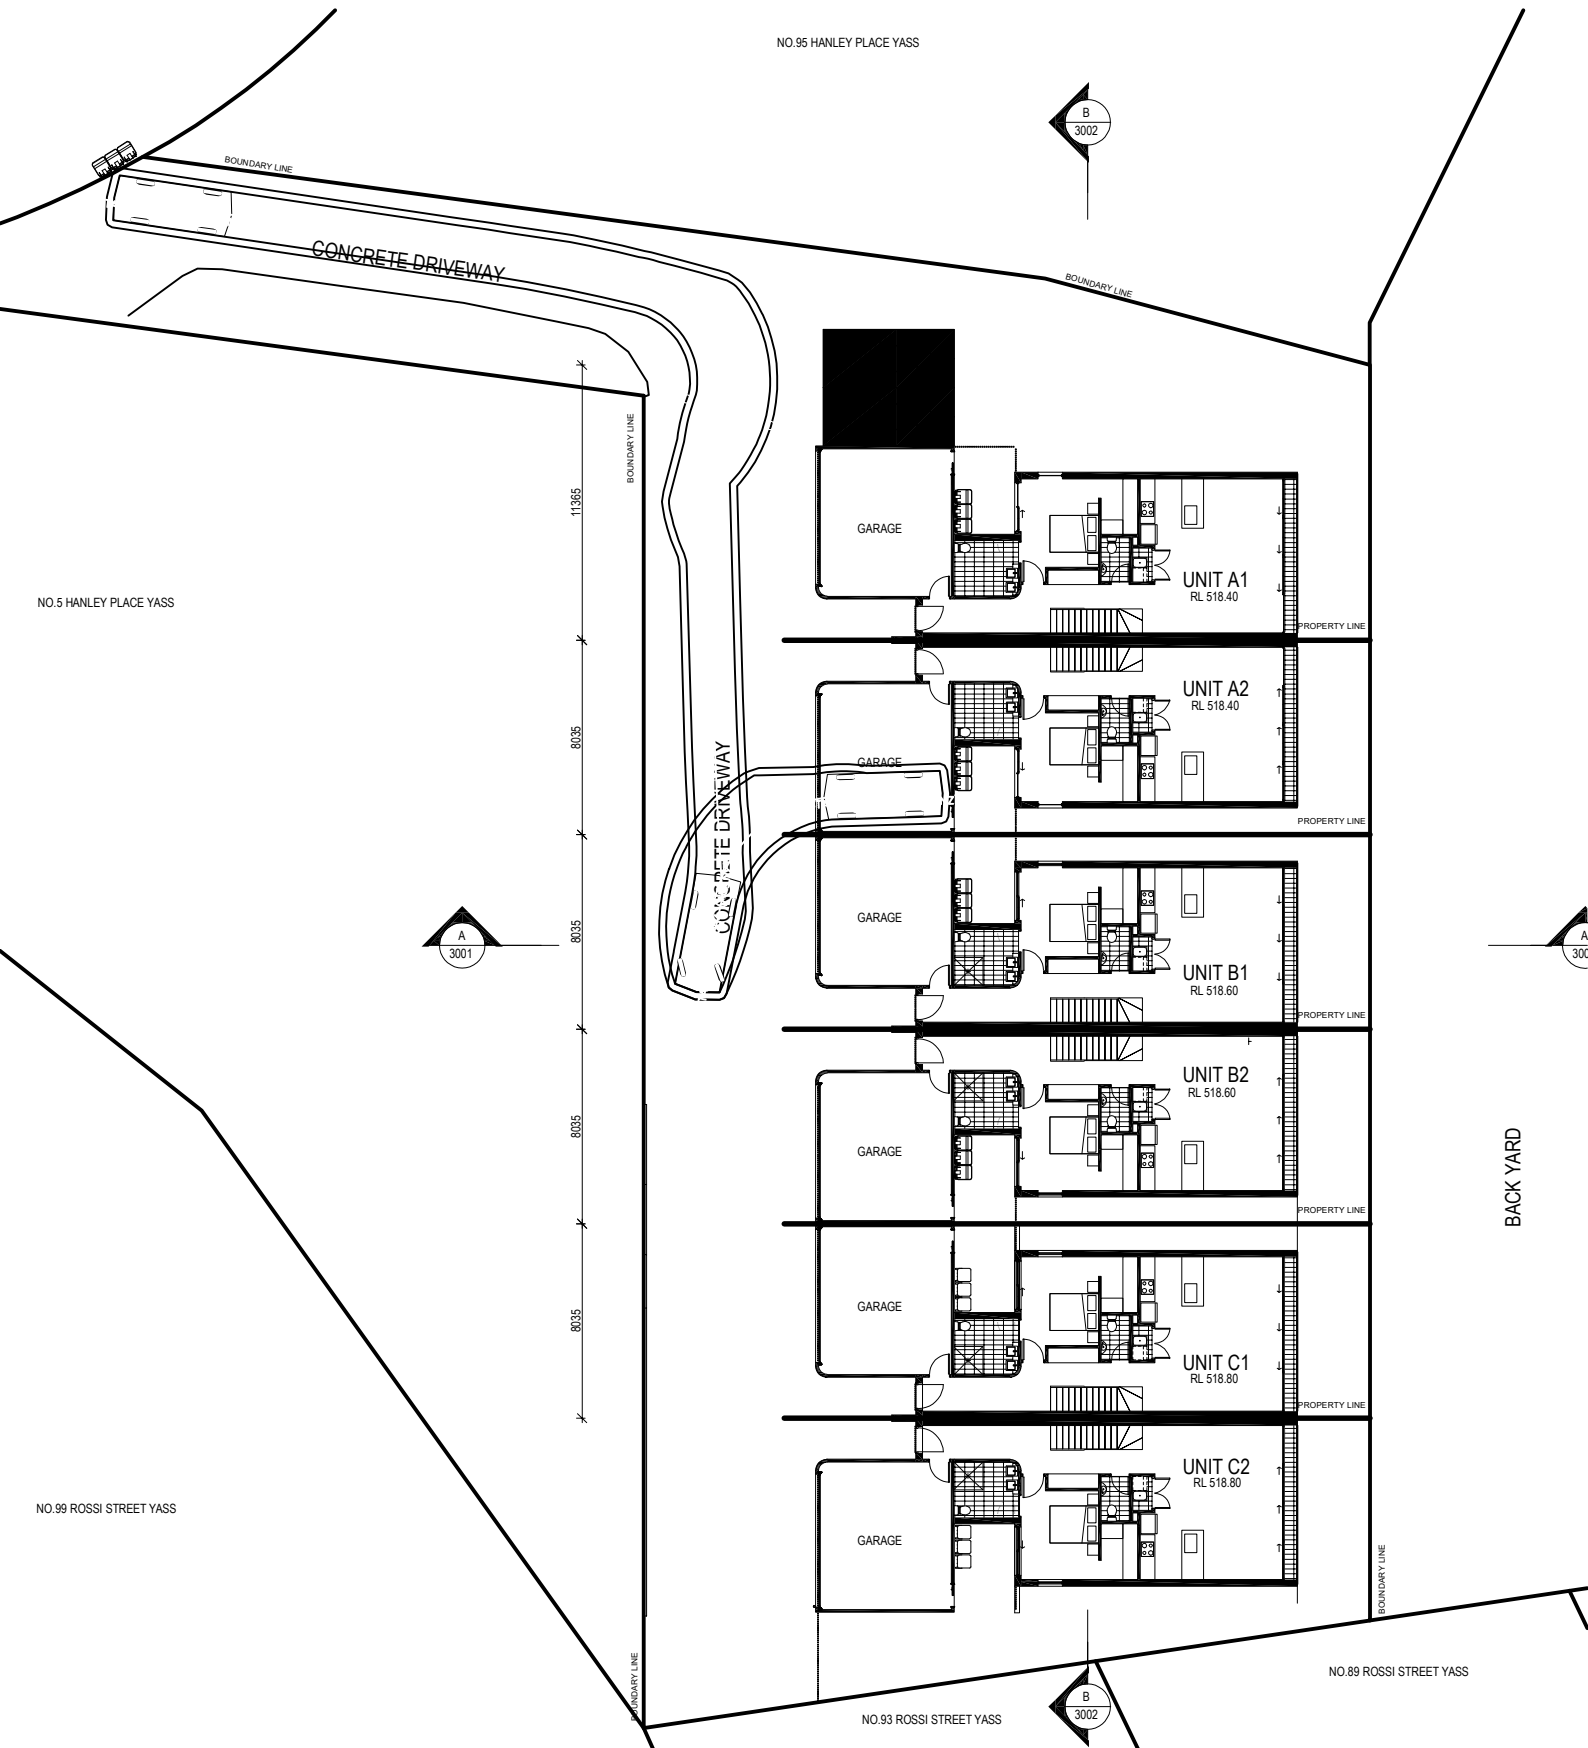 NO.95 HANLEY PLACE YASS
B
3002
BOUNDARY LINE
CONCRETE DRIVEWAY
BOUNDARY LINE
BOUNDARY LINE
11365
GARAGE
UNIT A1
RL 518.40
NO.5 HANLEY PLACE YASS
PROPERTY LINE
UNIT A2
RL 518.40
8035
GARAGE
CONCRETE DRIVEWAY
PROPERTY LINE
GARAGE
8035
A
3001
UNIT B1
RL 518.60
A
300
PROPERTY LINE
UNIT B2
RL 518.60
8035
GARAGE
BACK YARD
PROPERTY LINE
GARAGE
8035
UNIT C1
RL 518.80
PROPERTY LINE
UNIT C2
RL 518.80
NO.99 ROSSI STREET YASS
GARAGE
BOUNDARY LINE
BOUNDARY LINE
NO.89 ROSSI STREET YASS
B
3002
NO.93 ROSSI STREET YASS